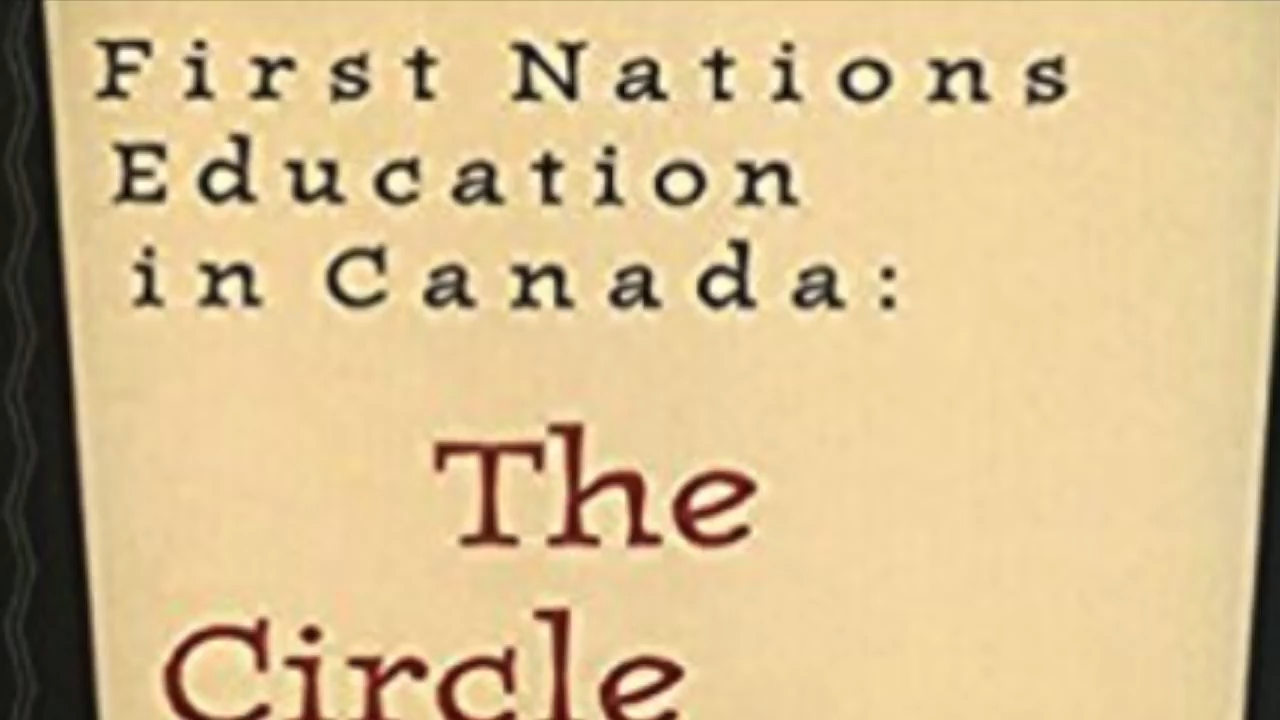 First Nations
Education
in Canada:
The
Circle